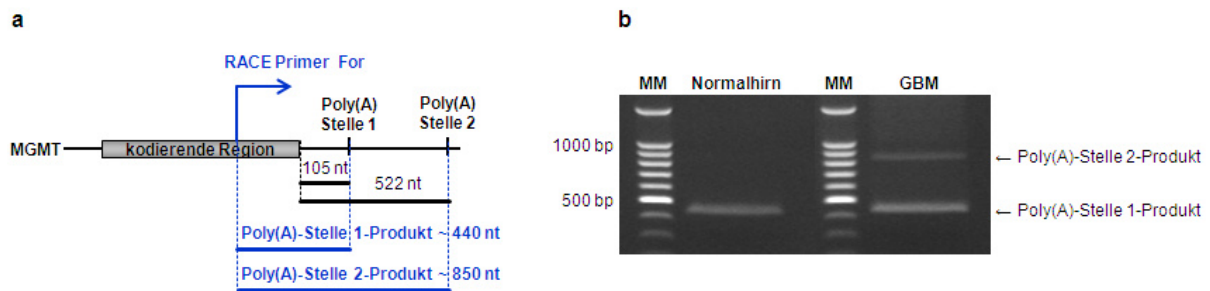 a
RACE Primer For
Poly(A)
Stelle 1
Poly(A)
Stelle 2
MGMT
kodierende Region
105 nt
522 nt
Poly(A)-Stelle 1-Produkt ~ 440 nt
Poly(A)-Stelle 2-Produkt ~ 850 nt
b
MM Normalhirn MM GBM
1000 bp
← Poly(A)-Stelle 2-Produkt
500 bp
← Poly(A)-Stelle 1-Produkt